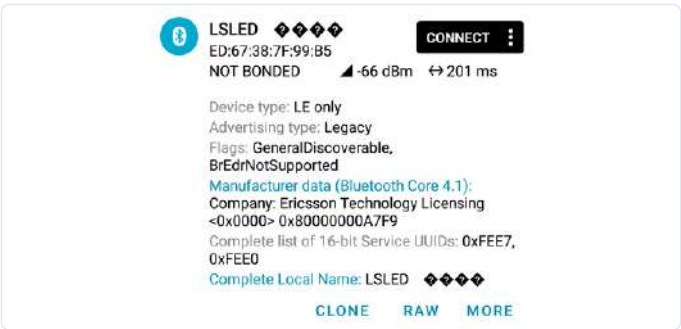 LSLED ����
CONNECT
ED:67:38:7F:99:B5
NOT BONDED -66 dBm ↔201 ms
Device type: LE only
Advertising type: Legacy
Flags: GeneralDiscoverable,
BrEdrNotSupported
Manufacturer data (Bluetooth Core 4.1):
Company: Ericsson Technology Licensing
<0x0000> 0x80000000A7F9
Complete list of 16-bit Service UUIDs: 0xFEE7,
0xFEE0
Complete Local Name: LSLED ����
CLONE RAW MORE